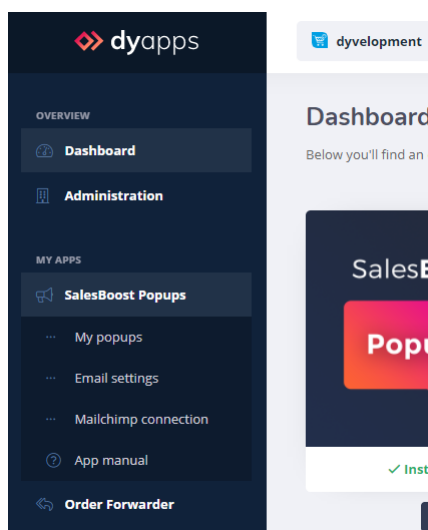 dyapps
dyvelopment
OVERVIEW
Dashboard
Administration
MY APPS
SalesBoost Popups
My popups
Email settings
Mailchimp connection
App manual
Order Forwarder
Dashboard
Below you'll find an
Sales
Popu
Inst